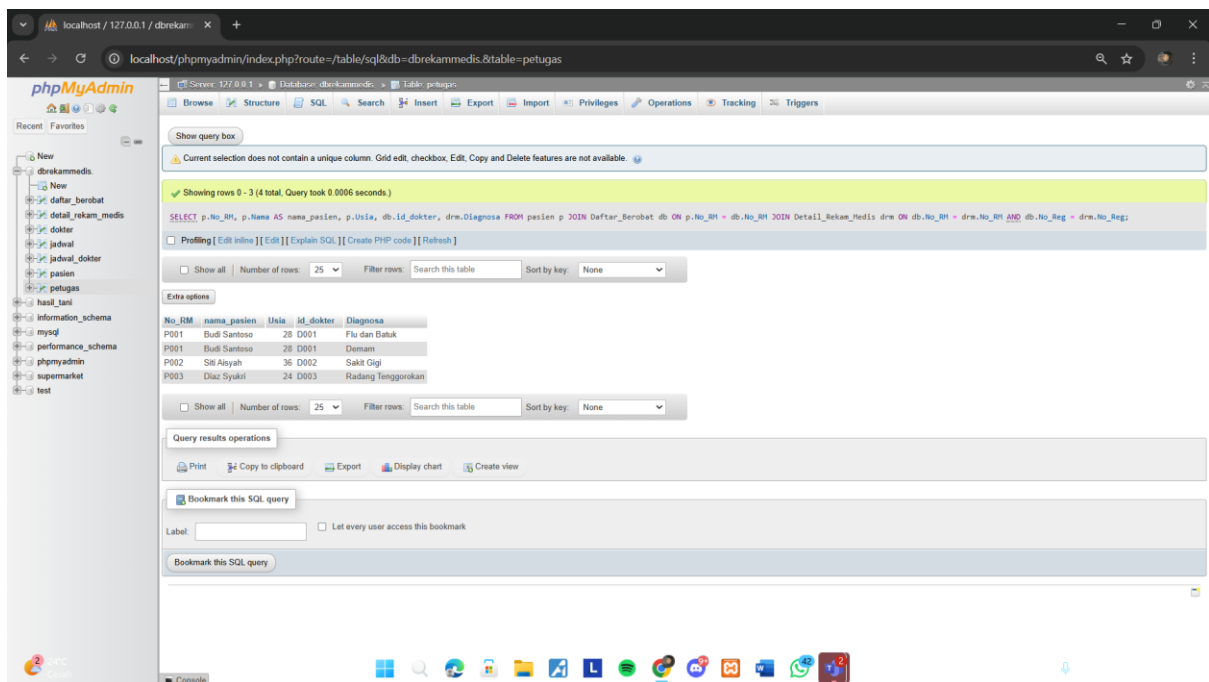 localhost / 127.0.0.1 / dbrekam
localhost/phpmyadmin/index.php?route=/table/sql&db=dbrekammedis.&table=petugas
phpMyAdmin
Recent Favorites
New
dbrekammedis.
New
daftar_berobat
detail_rekam_medis
dokter
jadwal
jadwal_dokter
pasien
petugas
hasil_tani
information_schema
mysql
performance_schema
phpmyadmin
supermarket
test
Server: 127.0.0.1 » Database: dbrekammedis. » Table: petugas
Browse Structure SQL Search Insert Export Import Privileges Operations Tracking Triggers
Show query box
Current selection does not contain a unique column. Grid edit, checkbox, Edit, Copy and Delete features are not available.
Showing rows 0 - 3 (4 total, Query took 0.0006 seconds.)
SELECT p.No_RM, p.Nama AS nama_pasien, p.Usia, db.id_dokter, drm.Diagnosa FROM pasien p JOIN Daftar_Berobat db ON p.No_RM = db.No_RM JOIN Detail_Rekam_Medis drm ON db.No_RM = drm.No_RM AND db.No_Reg = drm.No_Reg;
Profiling [ Edit inline ] [ Edit ] [ Explain SQL ] [ Create PHP code ] [ Refresh ]
Show all Number of rows: 25 Filter rows: Search this table Sort by key: None
Extra options
No_RM nama_pasien Usia id_dokter Diagnosa
P001 Budi Santoso 28 D001 Flu dan Batuk
P001 Budi Santoso 28 D001 Demam
P002 Siti Aisyah 36 D002 Sakit Gigi
P003 Diaz Syukri 24 D003 Radang Tenggorokan
Show all Number of rows: 25 Filter rows: Search this table Sort by key: None
Query results operations
Print Copy to clipboard Export Display chart Create view
Bookmark this SQL query
Label: Let every user access this bookmark
Bookmark this SQL query
Console
2
24°C
Cerah
L
9+
42
2